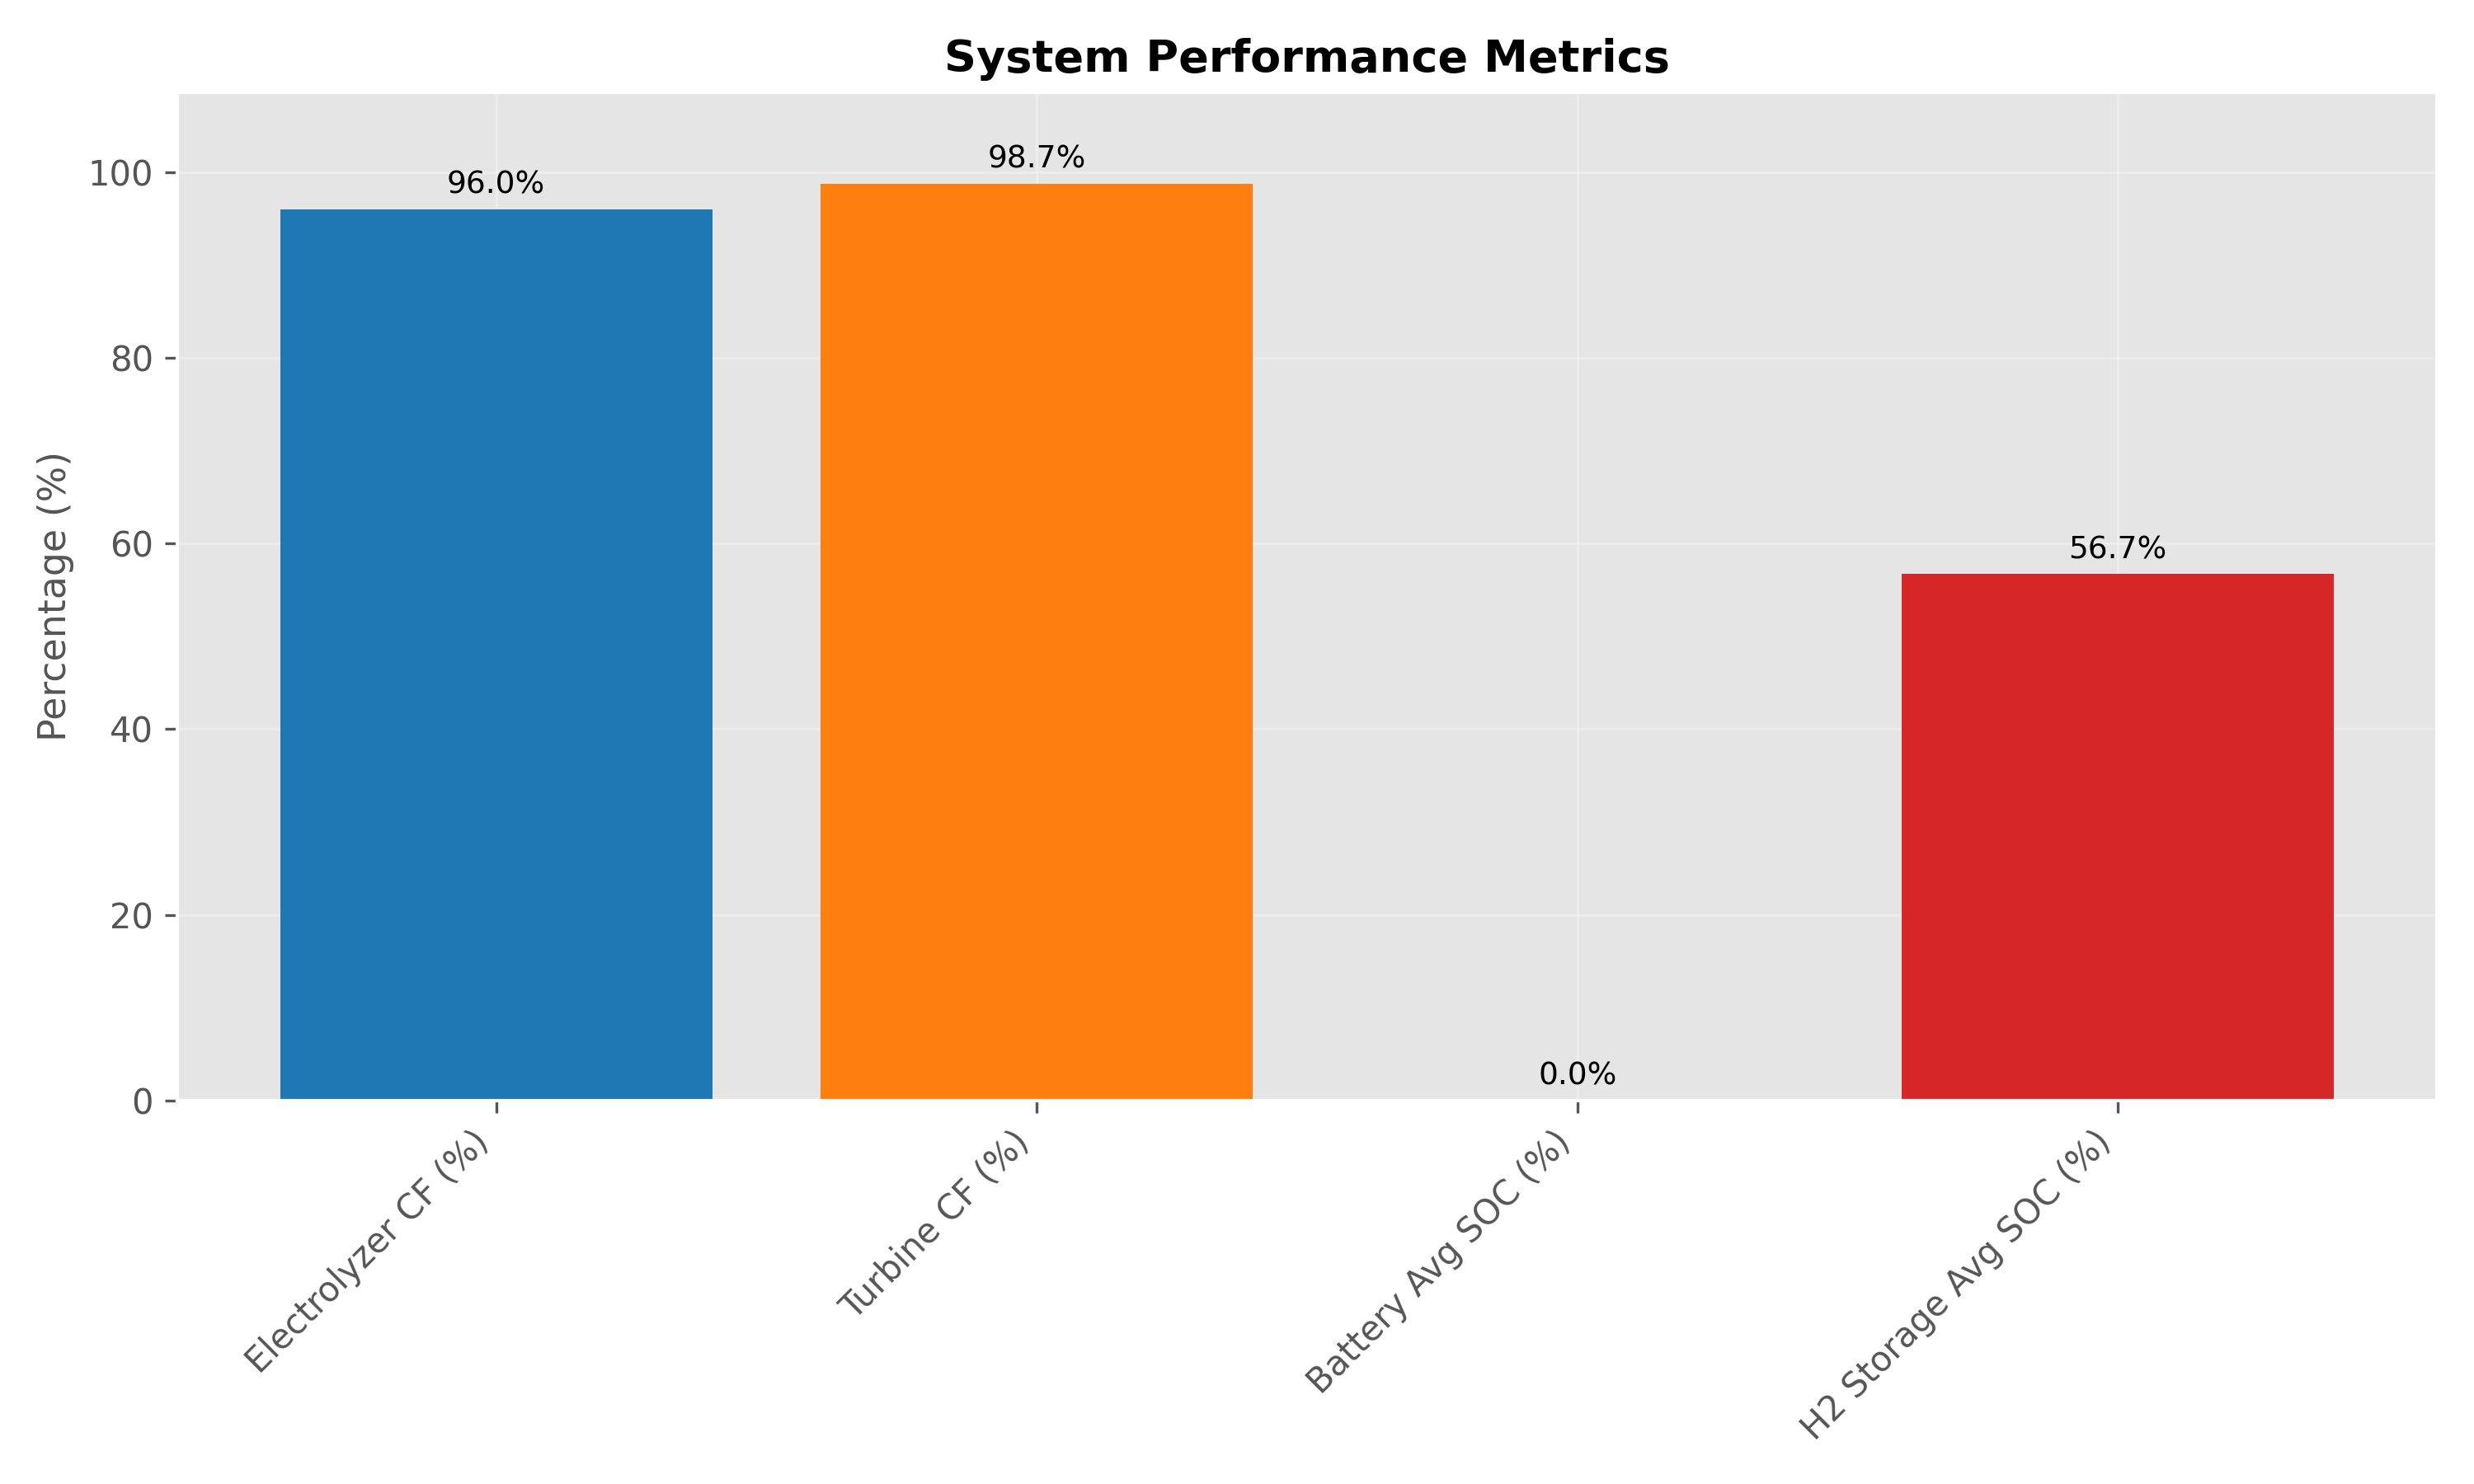 System Performance Metrics
Percentage (%)
100
80
60
40
20
0
96.0%
98.7%
0.0%
56.7%
Electrolyzer CF (%)
Turbine CF (%)
Battery Avg SOC (%)
H2 Storage Avg SOC (%)